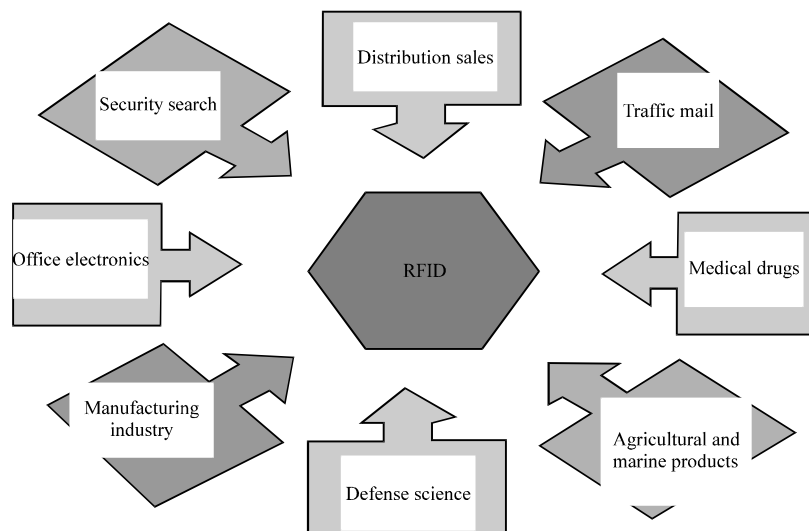 Distribution sales
Security search
Traffic mail
Office electronics
RFID
Medical drugs
Manufacturing
industry
Agricultural and
marine products
Defense science